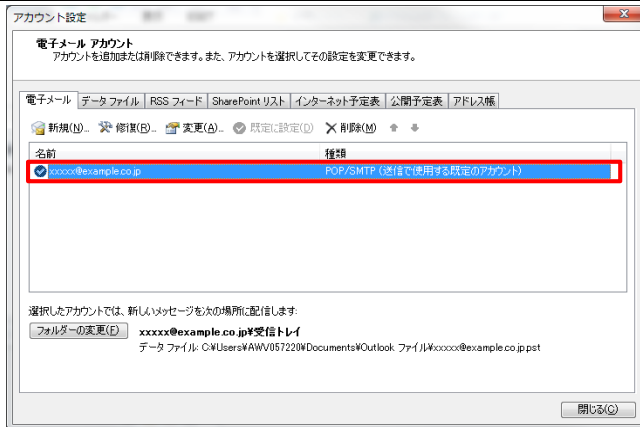 アカウント設定
電子メール アカウント
アカウントを追加または削除できます。また、アカウントを選択してその設定を変更できます。
電子メール データ ファイル RSS フィード SharePoint リスト インターネット予定表 公開予定表 アドレス帳
新規(N)... 修復(R)... 変更(A)... 既定に設定(D) 削除(M)
名前 種類
xxxxx@example.co.jp POP/SMTP (送信で使用する既定のアカウント)
選択したアカウントでは、新しいメッセージを次の場所に配信します:
フォルダーの変更(F) xxxxx@example.co.jp¥受信トレイ
データ ファイル: C:¥Users¥AWV057220¥Documents¥Outlook ファイル¥xxxxx@example.co.jp.pst
閉じる(C)